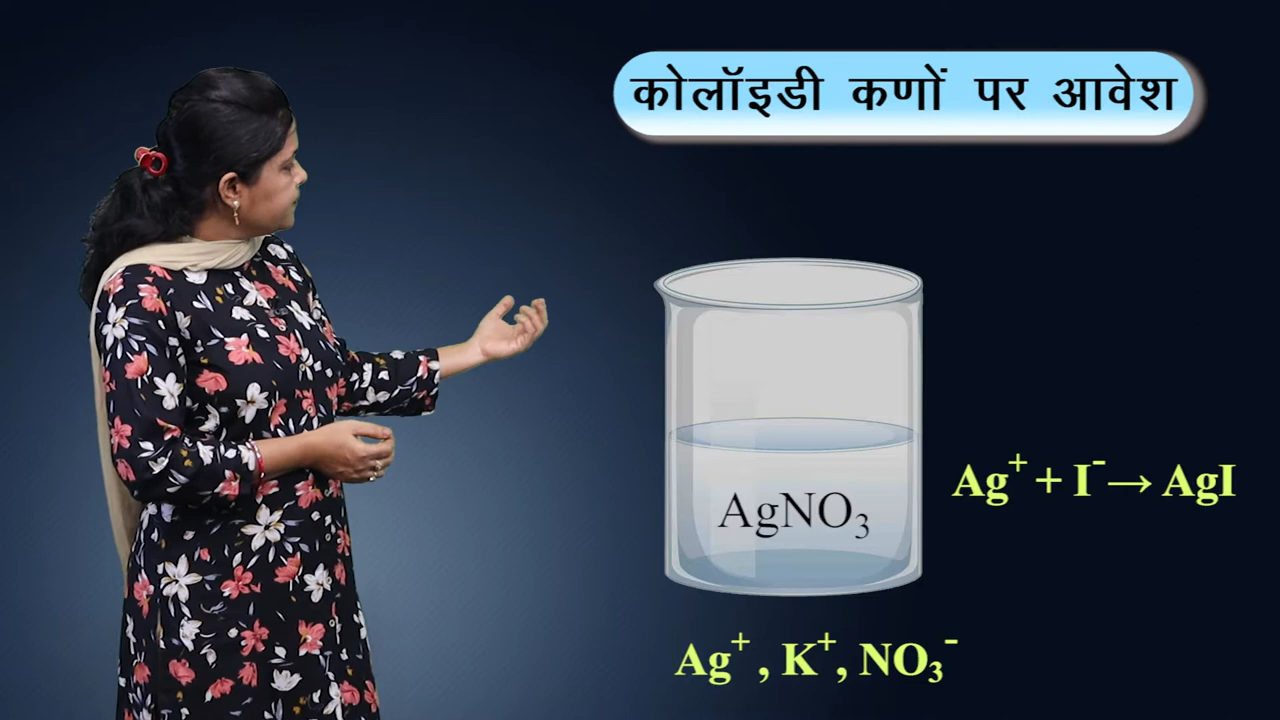 कोलॉइडी कणों पर आवेश
Ag⁺ + I⁻ → AgI
AgNO₃
Ag⁺, K⁺, NO₃⁻